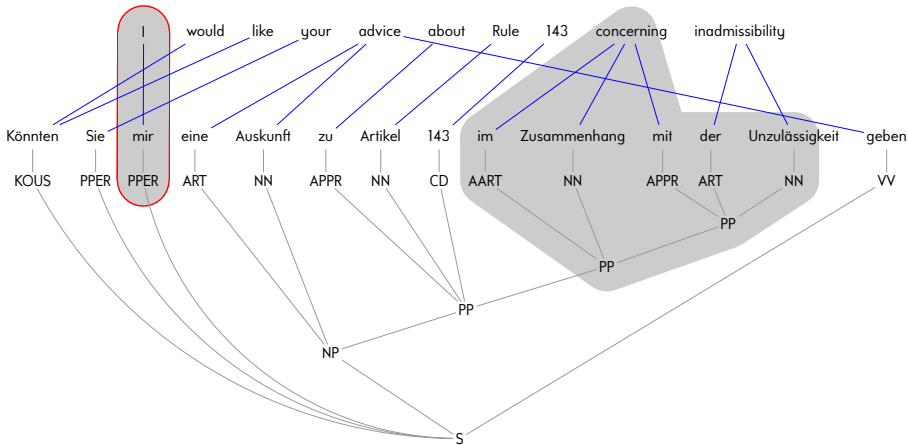 I would like your advice about Rule 143 concerning inadmissibility
Könnten Sie mir eine Auskunft zu Artikel 143 im Zusammenhang mit der Unzulässigkeit geben
KOUS PPER PPER ART NN APPR NN CD AART NN APPR ART NN VV
PP
PP
PP
NP
S